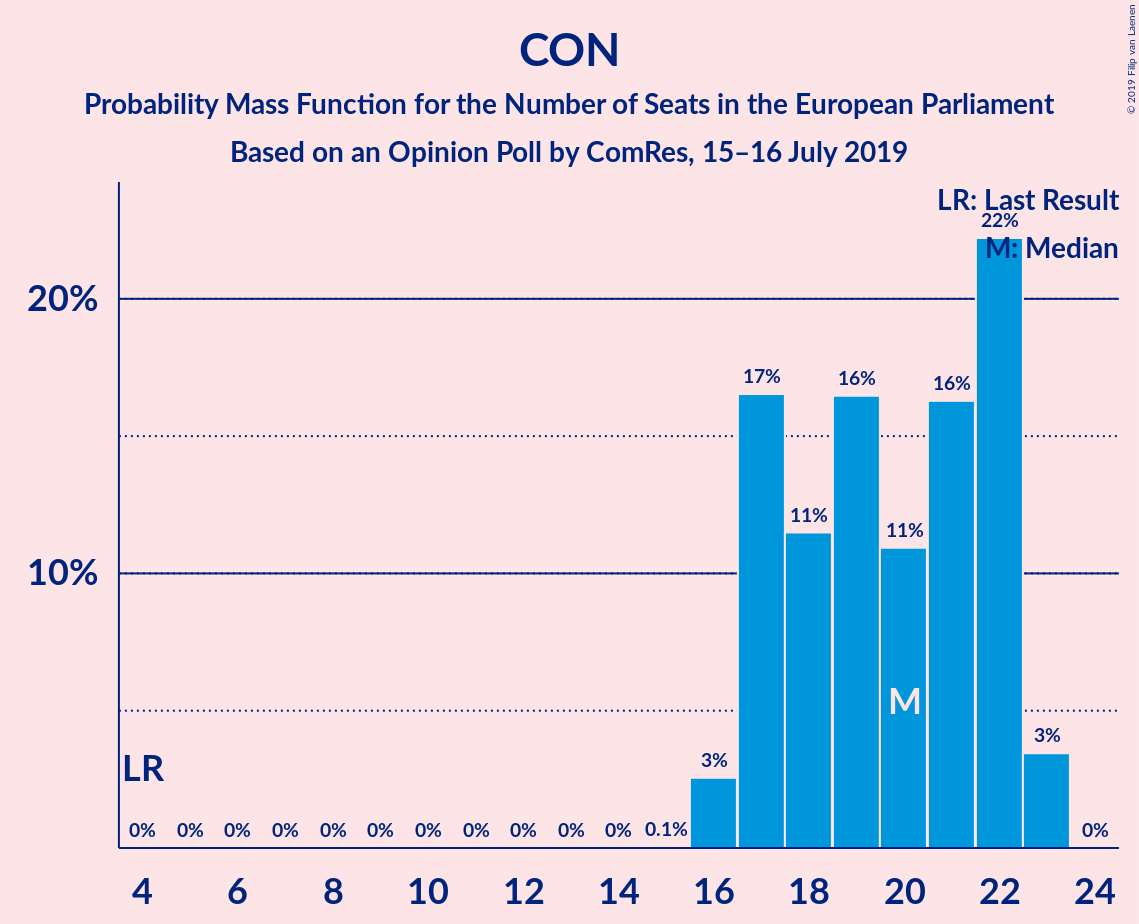 CON
Probability Mass Function for the Number of Seats in the European Parliament
Based on an Opinion Poll by ComRes, 15–16 July 2019
© 2019 Filip van Laenen
LR: Last Result
M: Median
22%
20%
17%
16%
16%
11%
11%
10%
M
3%
3%
LR
0% 0% 0% 0% 0% 0% 0% 0% 0% 0% 0% 0.1% 0%
4 6 8 10 12 14 16 18 20 22 24